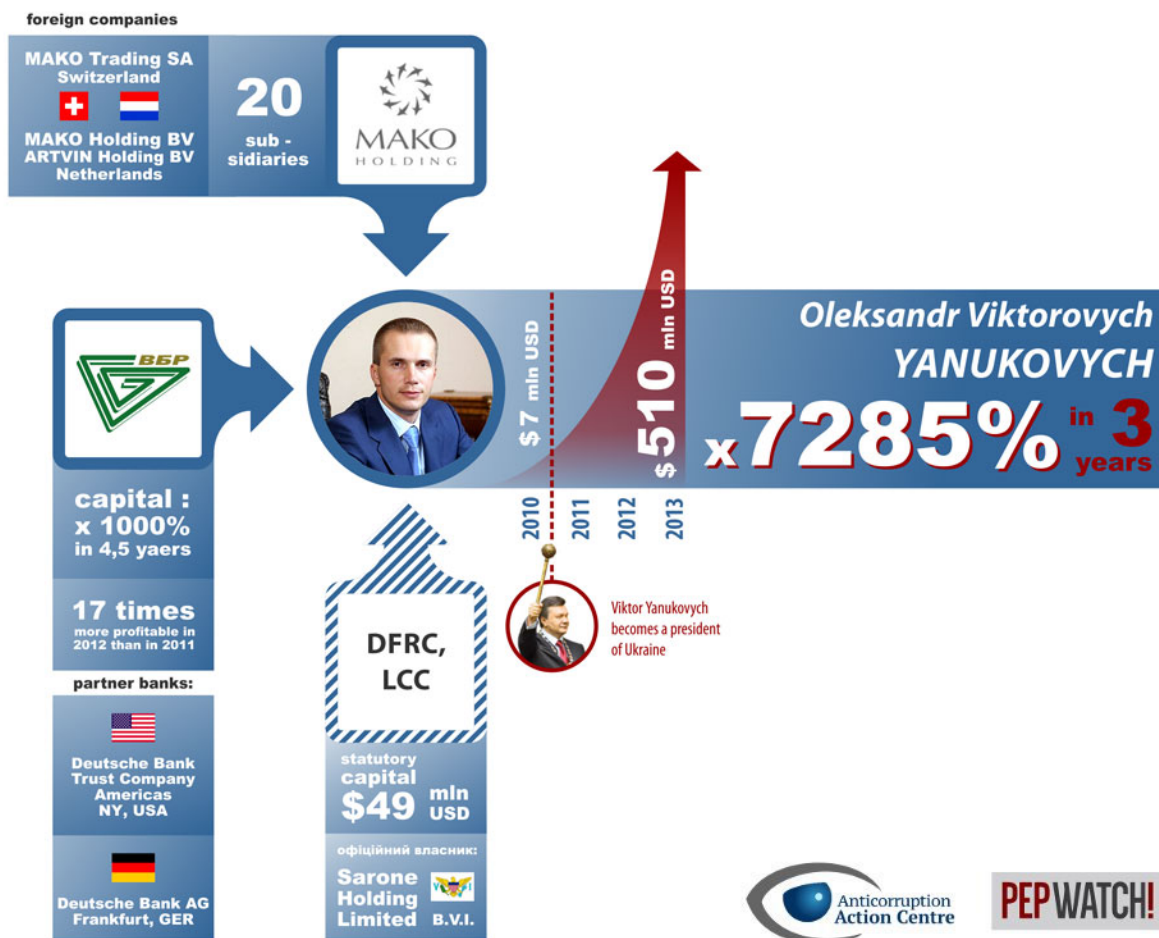 foreign companies
MAKO Trading SA
Switzerland
MAKO Holding BV
ARTVIN Holding BV
Netherlands
20
sub -
sidiaries
MAKO
HOLDING
ВБР
capital :
x 1000%
in 4,5 yaers
17 times
more profitable in
2012 than in 2011
partner banks:
Deutsche Bank
Trust Company
Americas
NY, USA
Deutsche Bank AG
Frankfurt, GER
DFRC,
LCC
statutory
capital
$49 mln
USD
офіційний власник:
Sarone
Holding
Limited
V I
B.V.I.
$ 7 mln USD
$ 510 mln USD
2010
2011
2012
2013
Viktor Yanukovych
becomes a president
of Ukraine
Oleksandr Viktorovych
YANUKOVYCH
x7285% in 3
years
Anticorruption
Action Centre
PEPWATCH!